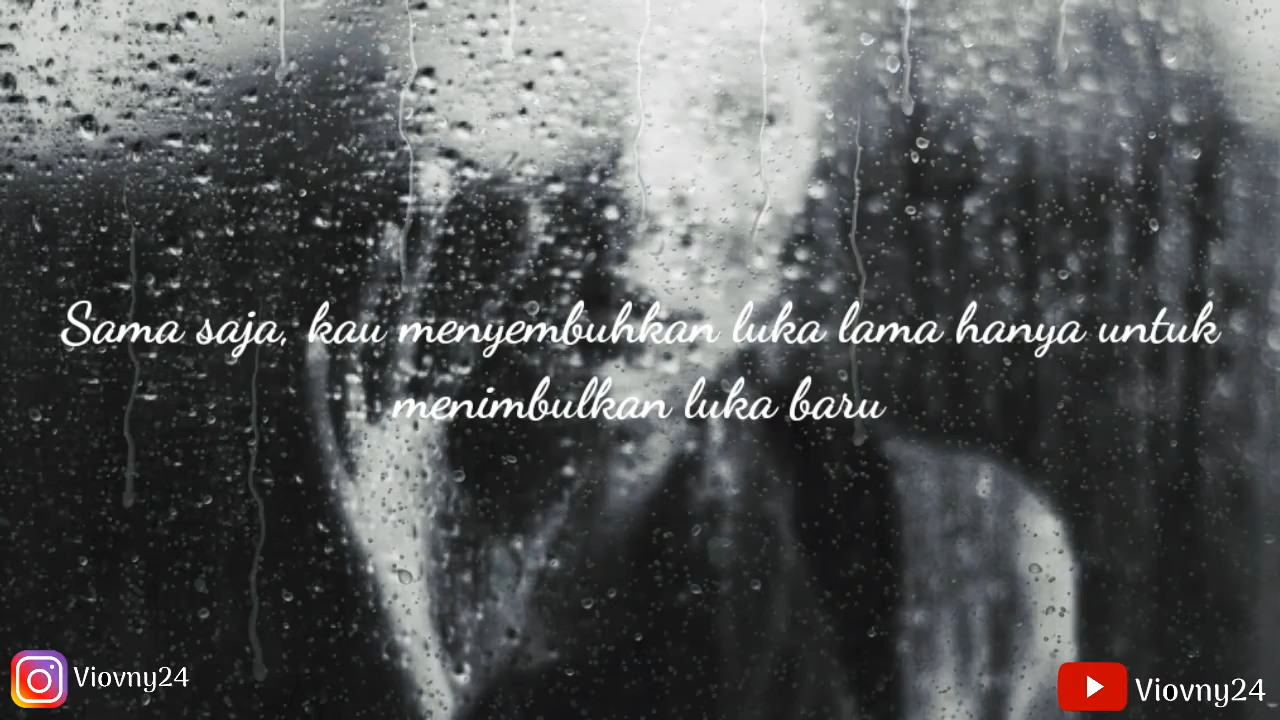 Sama saja, kau menyembuhkan luka lama hanya untuk
menimbulkan luka baru
Viovny24
Viovny24